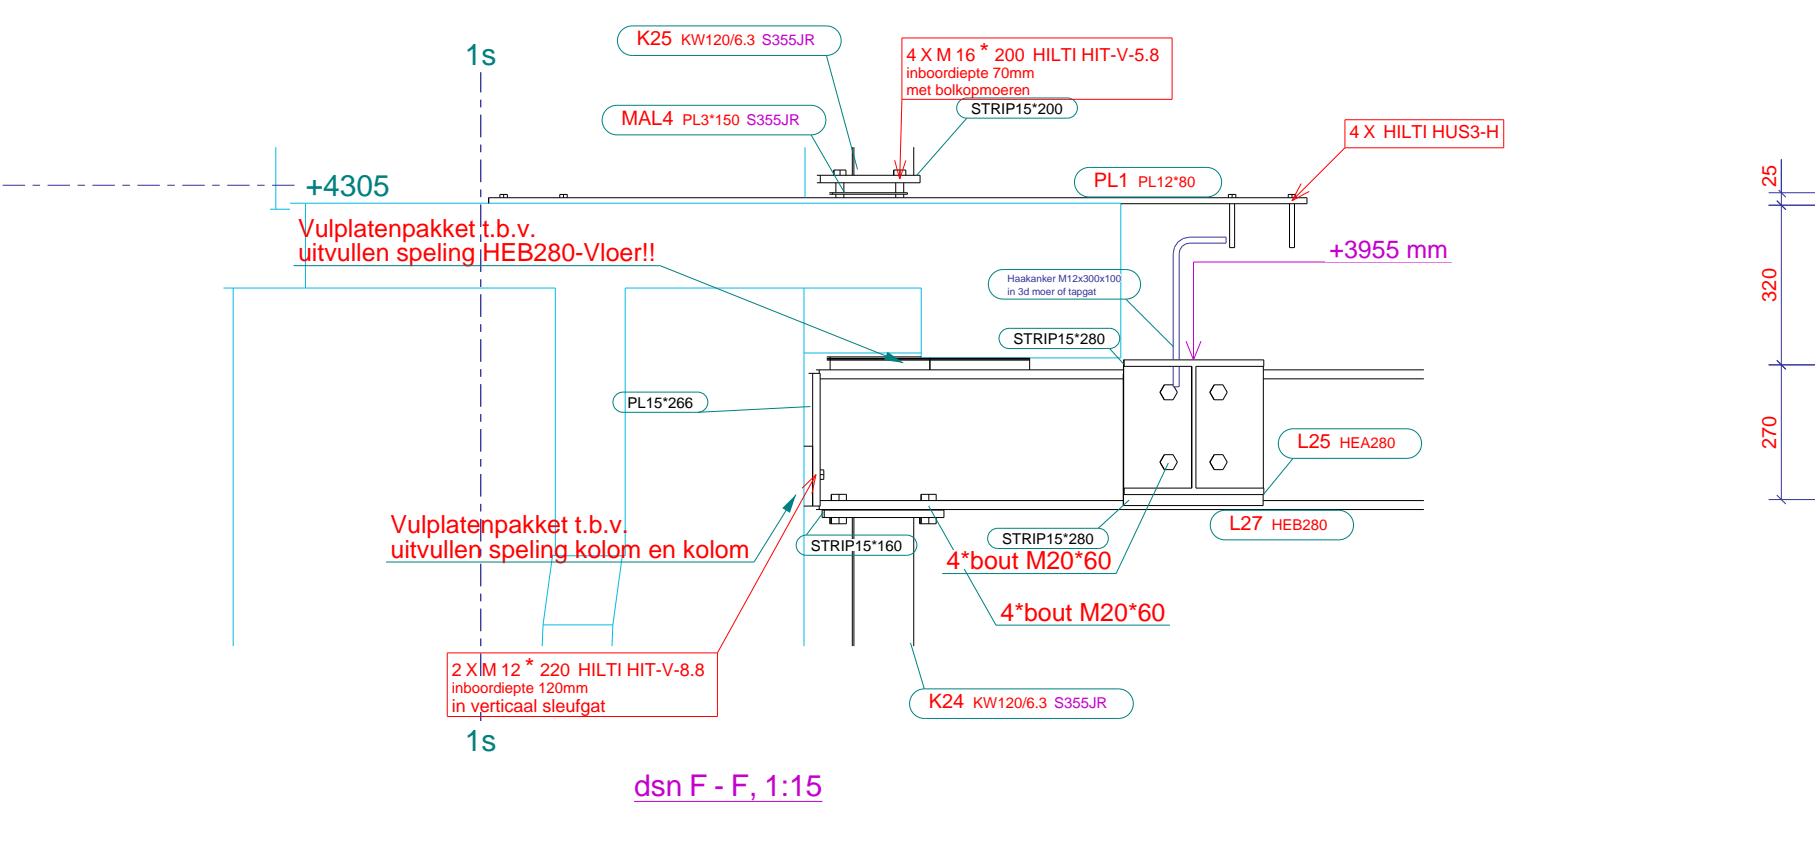 K25 KW120/6.3 S355JR
1s
4 X M 16 * 200 HILTI HIT-V-5.8
inboordiepte 70mm
met bolkopmoeren
STRIP15*200
MAL4 PL3*150 S355JR
4 X HILTI HUS3-H
+4305
PL1 PL12*80
25
Vulplatenpakket t.b.v.
uitvullen speling HEB280-Vloer!!
+3955 mm
Haakanker M12x300x100
in 3d moer of tapgat
320
STRIP15*280
PL15*266
270
L25 HEA280
Vulplatenpakket t.b.v.
uitvullen speling kolom en kolom
STRIP15*160
STRIP15*280
L27 HEB280
4*bout M20*60
4*bout M20*60
2 X M 12 * 220 HILTI HIT-V-8.8
inboordiepte 120mm
in verticaal sleufgat
K24 KW120/6.3 S355JR
1s
dsn F - F, 1:15